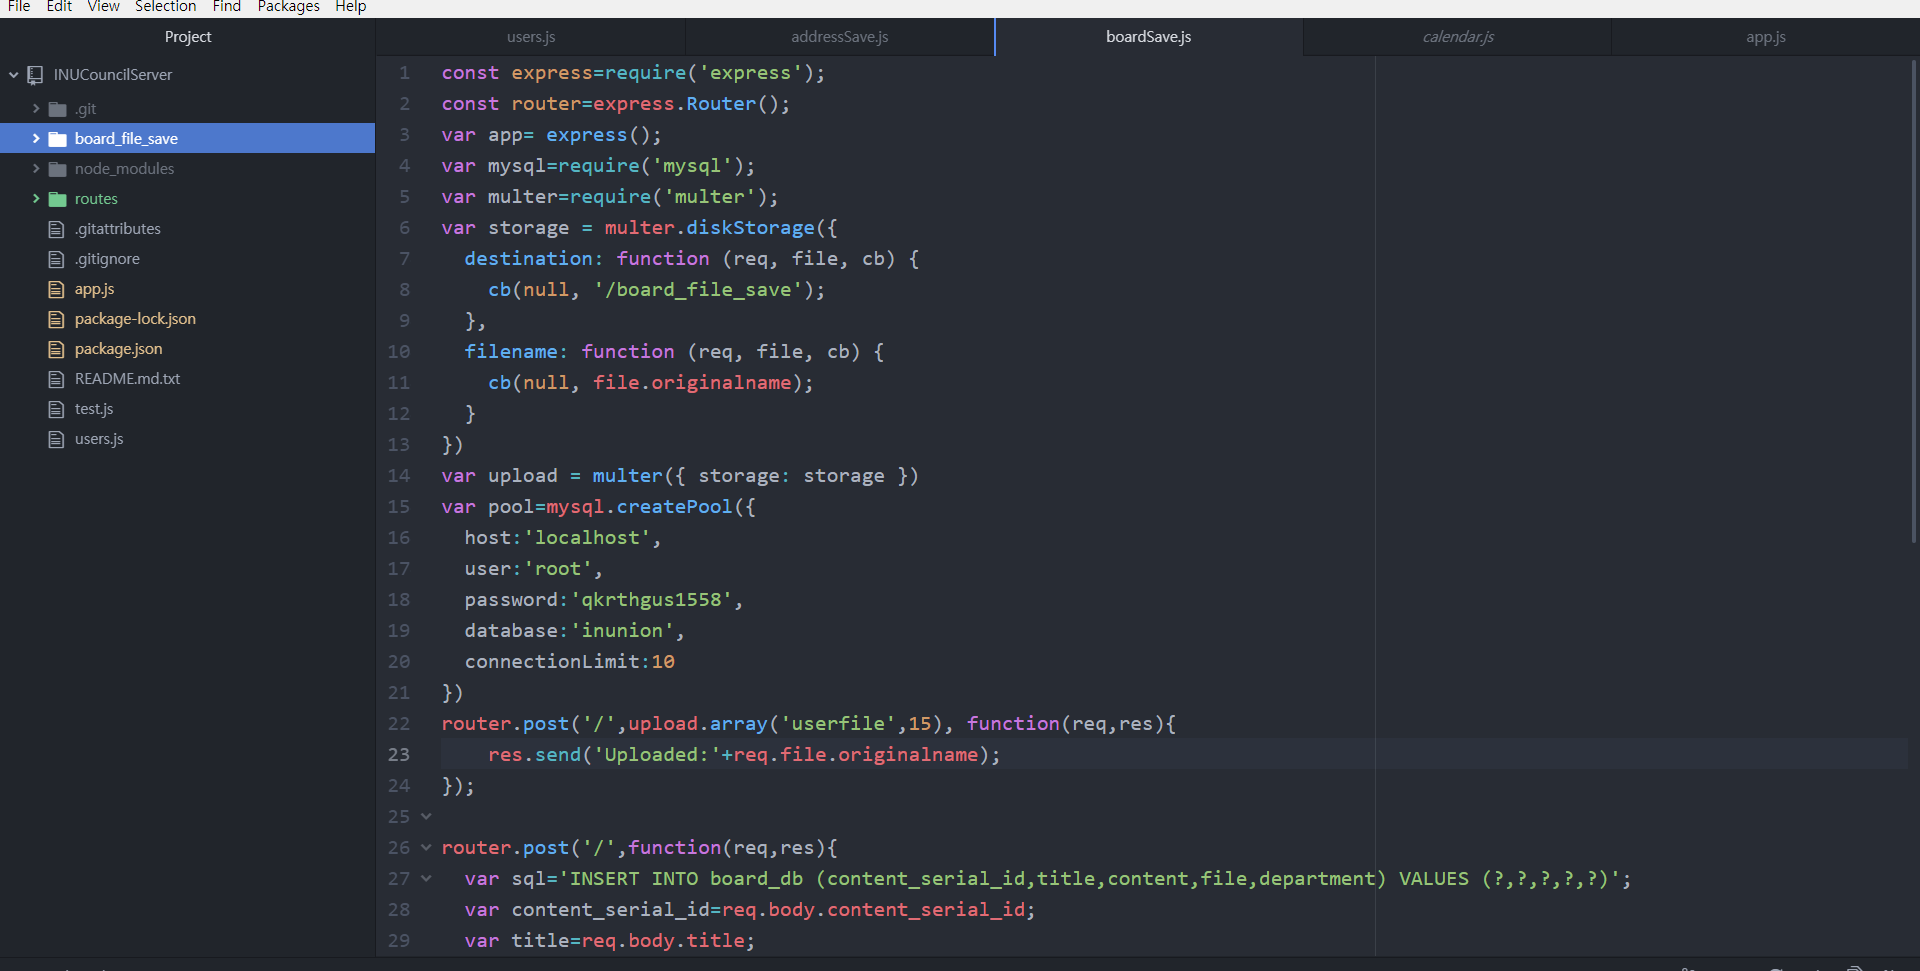 File Edit View Selection Find Packages Help
Project
INUCouncilServer
.git
board_file_save
node_modules
routes
.gitattributes
.gitignore
app.js
package-lock.json
package.json
README.md.txt
test.js
users.js
users.js addressSave.js boardSave.js calendar.js app.js
1 const express=require('express');
2 const router=express.Router();
3 var app= express();
4 var mysql=require('mysql');
5 var multer=require('multer');
6 var storage = multer.diskStorage({
7   destination: function (req, file, cb) {
8     cb(null, '/board_file_save');
9   },
10   filename: function (req, file, cb) {
11     cb(null, file.originalname);
12   }
13 })
14 var upload = multer({ storage: storage })
15 var pool=mysql.createPool({
16   host:'localhost',
17   user:'root',
18   password:'qkrthgus1558',
19   database:'inunion',
20   connectionLimit:10
21 })
22 router.post('/',upload.array('userfile',15), function(req,res){
23     res.send('Uploaded:'+req.file.originalname);
24 });
25
26 router.post('/',function(req,res){
27   var sql='INSERT INTO board_db (content_serial_id,title,content,file,department) VALUES (?,?,?,?,?)';
28   var content_serial_id=req.body.content_serial_id;
29   var title=req.body.title;